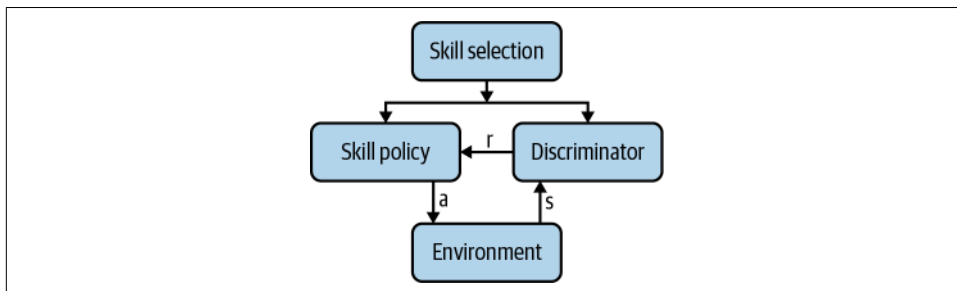 Skill selection
Skill policy
r
Discriminator
a
s
Environment